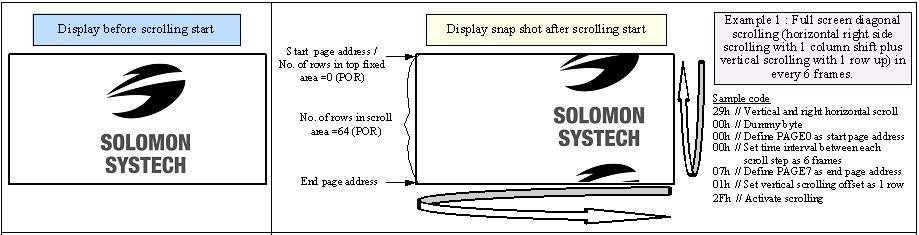 Display before scrolling start
SOLOMON
SYSTECH
Display snap shot after scrolling start
Start page address /
No. of rows in top fixed
area =0 (POR)
No. of rows in scroll
area =64 (POR)
End page address
SOLOMON
SYSTECH
Example 1 : Full screen diagonal
scrolling (horizontal right side
scrolling with 1 column shift plus
vertical scrolling with 1 row up) in
every 6 frames.
Sample code
29h // Vertical and right horizontal scroll
00h // Dummy byte
00h // Define PAGE0 as start page address
00h // Set time interval between each
scroll step as 6 frames
07h // Define PAGE7 as end page address
01h // Set vertical scrolling offset as 1 row
2Fh // Activate scrolling